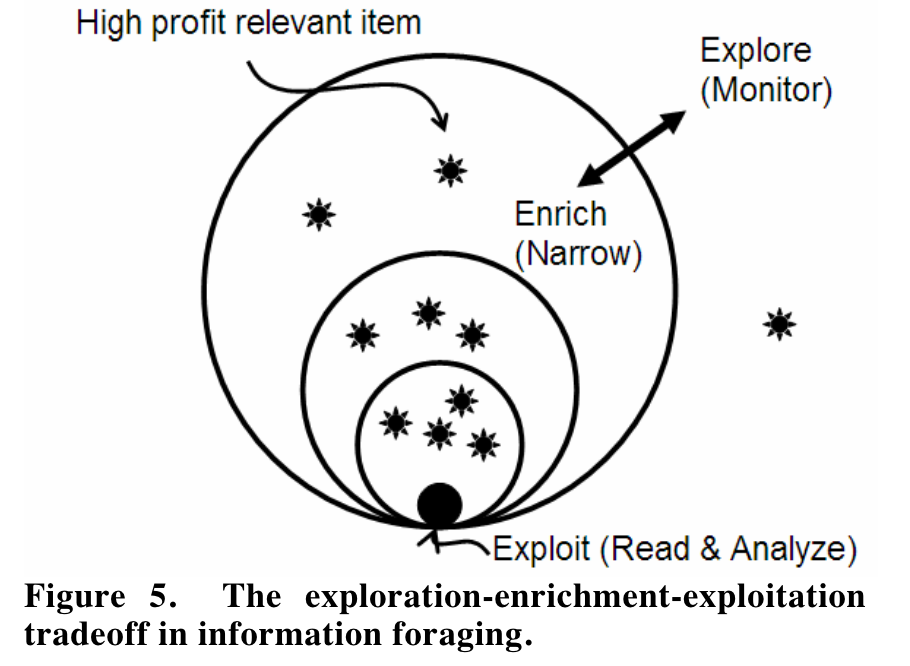 High profit relevant item
Explore
(Monitor)
Enrich
(Narrow)
Exploit (Read & Analyze)
Figure 5. The exploration-enrichment-exploitation
tradeoff in information foraging.